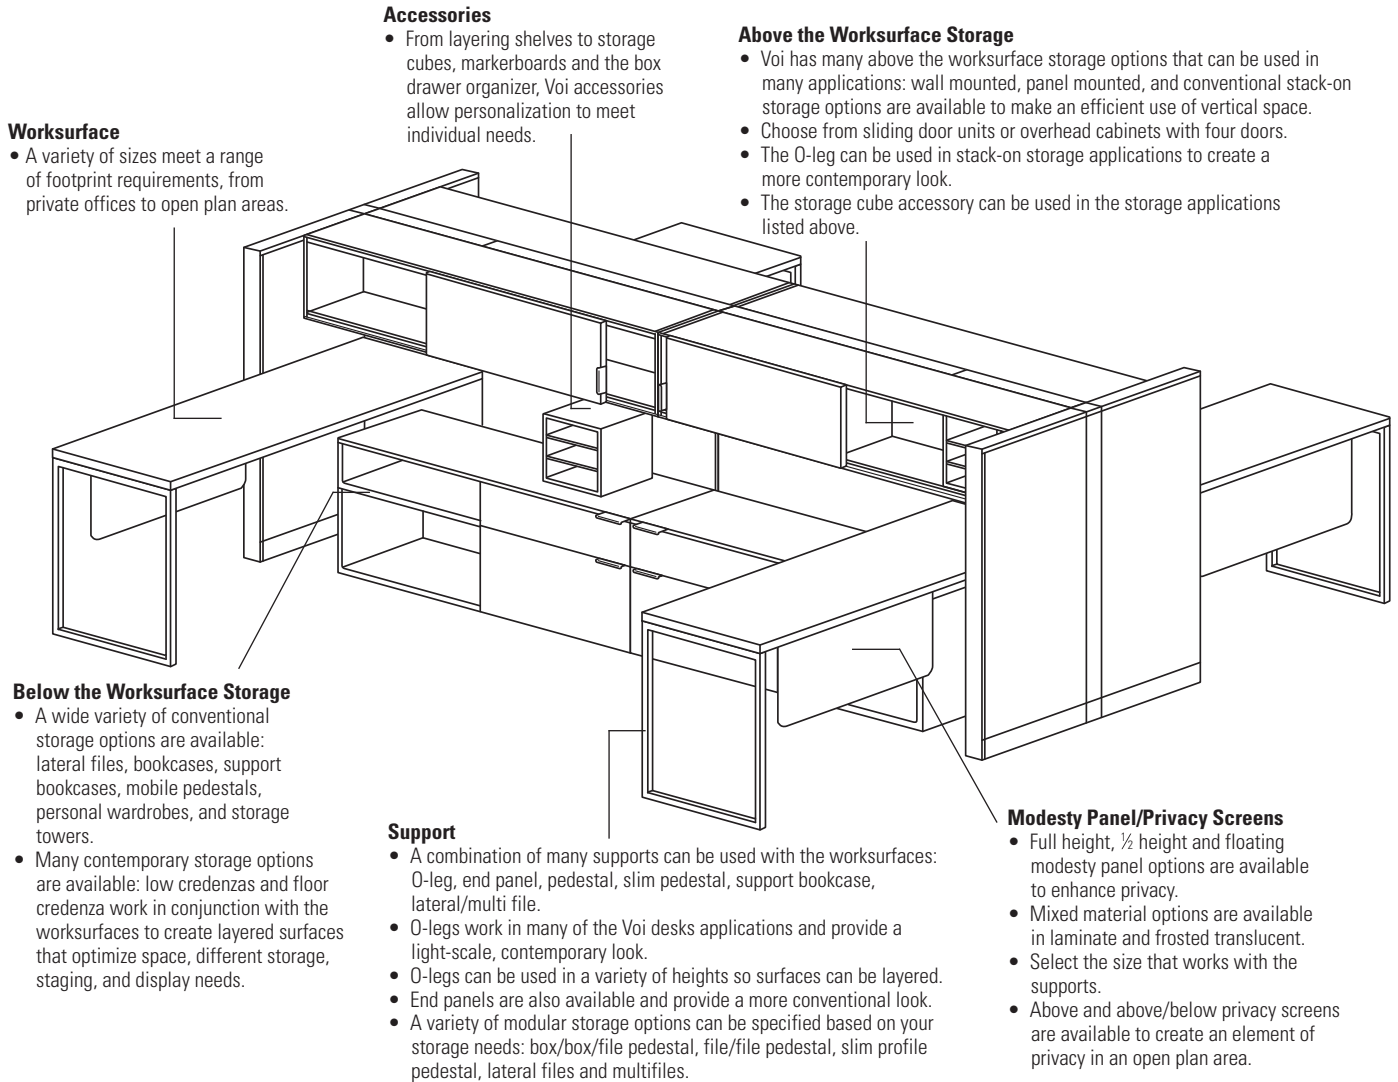 Accessories
• From layering shelves to storage
cubes, markerboards and the box
drawer organizer, Voi accessories
allow personalization to meet
individual needs.
Above the Worksurface Storage
• Voi has many above the worksurface storage options that can be used in
many applications: wall mounted, panel mounted, and conventional stack-on
storage options are available to make an efficient use of vertical space.
• Choose from sliding door units or overhead cabinets with four doors.
• The O-leg can be used in stack-on storage applications to create a
more contemporary look.
• The storage cube accessory can be used in the storage applications
listed above.
Worksurface
• A variety of sizes meet a range
of footprint requirements, from
private offices to open plan areas.
Below the Worksurface Storage
• A wide variety of conventional
storage options are available:
lateral files, bookcases, support
bookcases, mobile pedestals,
personal wardrobes, and storage
towers.
• Many contemporary storage options
are available: low credenzas and floor
credenza work in conjunction with the
worksurfaces to create layered surfaces
that optimize space, different storage,
staging, and display needs.
Support
• A combination of many supports can be used with the worksurfaces:
O-leg, end panel, pedestal, slim pedestal, support bookcase,
lateral/multi file.
• O-legs work in many of the Voi desks applications and provide a
light-scale, contemporary look.
• O-legs can be used in a variety of heights so surfaces can be layered.
• End panels are also available and provide a more conventional look.
• A variety of modular storage options can be specified based on your
storage needs: box/box/file pedestal, file/file pedestal, slim profile
pedestal, lateral files and multifiles.
Modesty Panel/Privacy Screens
• Full height, ½ height and floating
modesty panel options are available
to enhance privacy.
• Mixed material options are available
in laminate and frosted translucent.
• Select the size that works with the
supports.
• Above and above/below privacy screens
are available to create an element of
privacy in an open plan area.